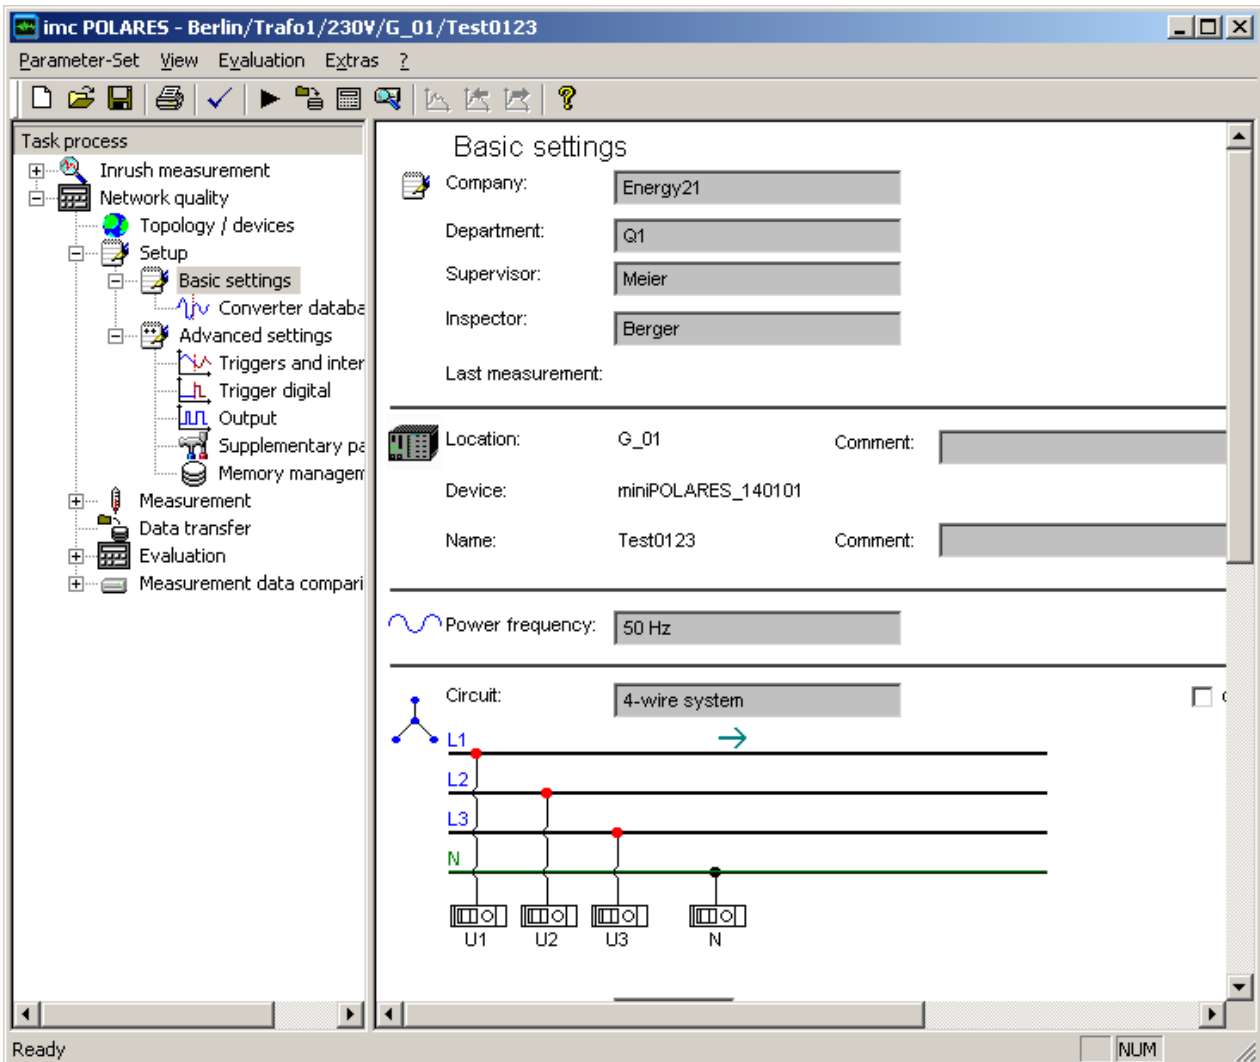 imc POLARES - Berlin/Trafo1/230V/G_01/Test0123
Parameter-Set View Evaluation Extras ?
Task process
Inrush measurement
Network quality
Topology / devices
Setup
Basic settings
Converter databa
Advanced settings
Triggers and inter
Trigger digital
Output
Supplementary pa
Memory managem
Measurement
Data transfer
Evaluation
Measurement data compari
Basic settings
Company: Energy21
Department: Q1
Supervisor: Meier
Inspector: Berger
Last measurement:
Location: G_01 Comment:
Device: miniPOLARES_140101
Name: Test0123 Comment:
Power frequency: 50 Hz
Circuit: 4-wire system
L1
L2
L3
N
U1 U2 U3 N
Ready NUM